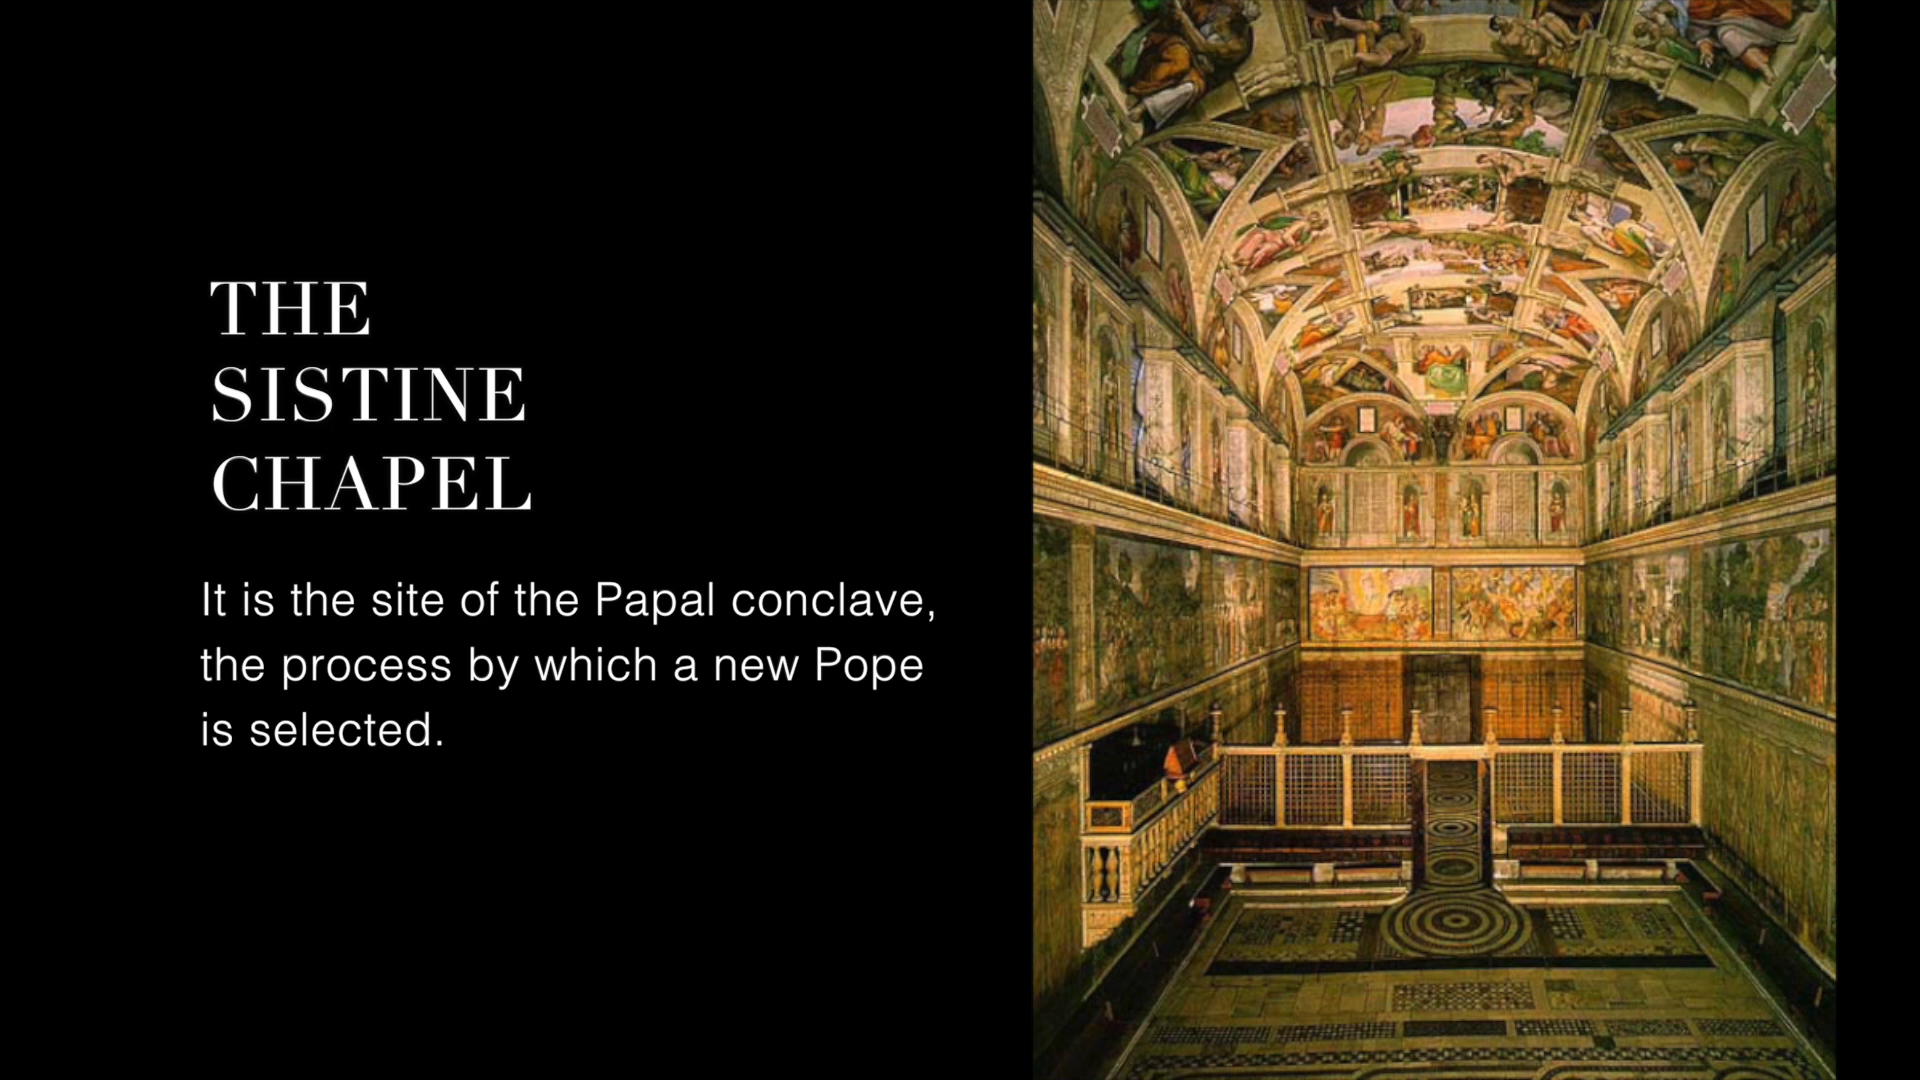 THE
SISTINE
CHAPEL
It is the site of the Papal conclave,
the process by which a new Pope
is selected.